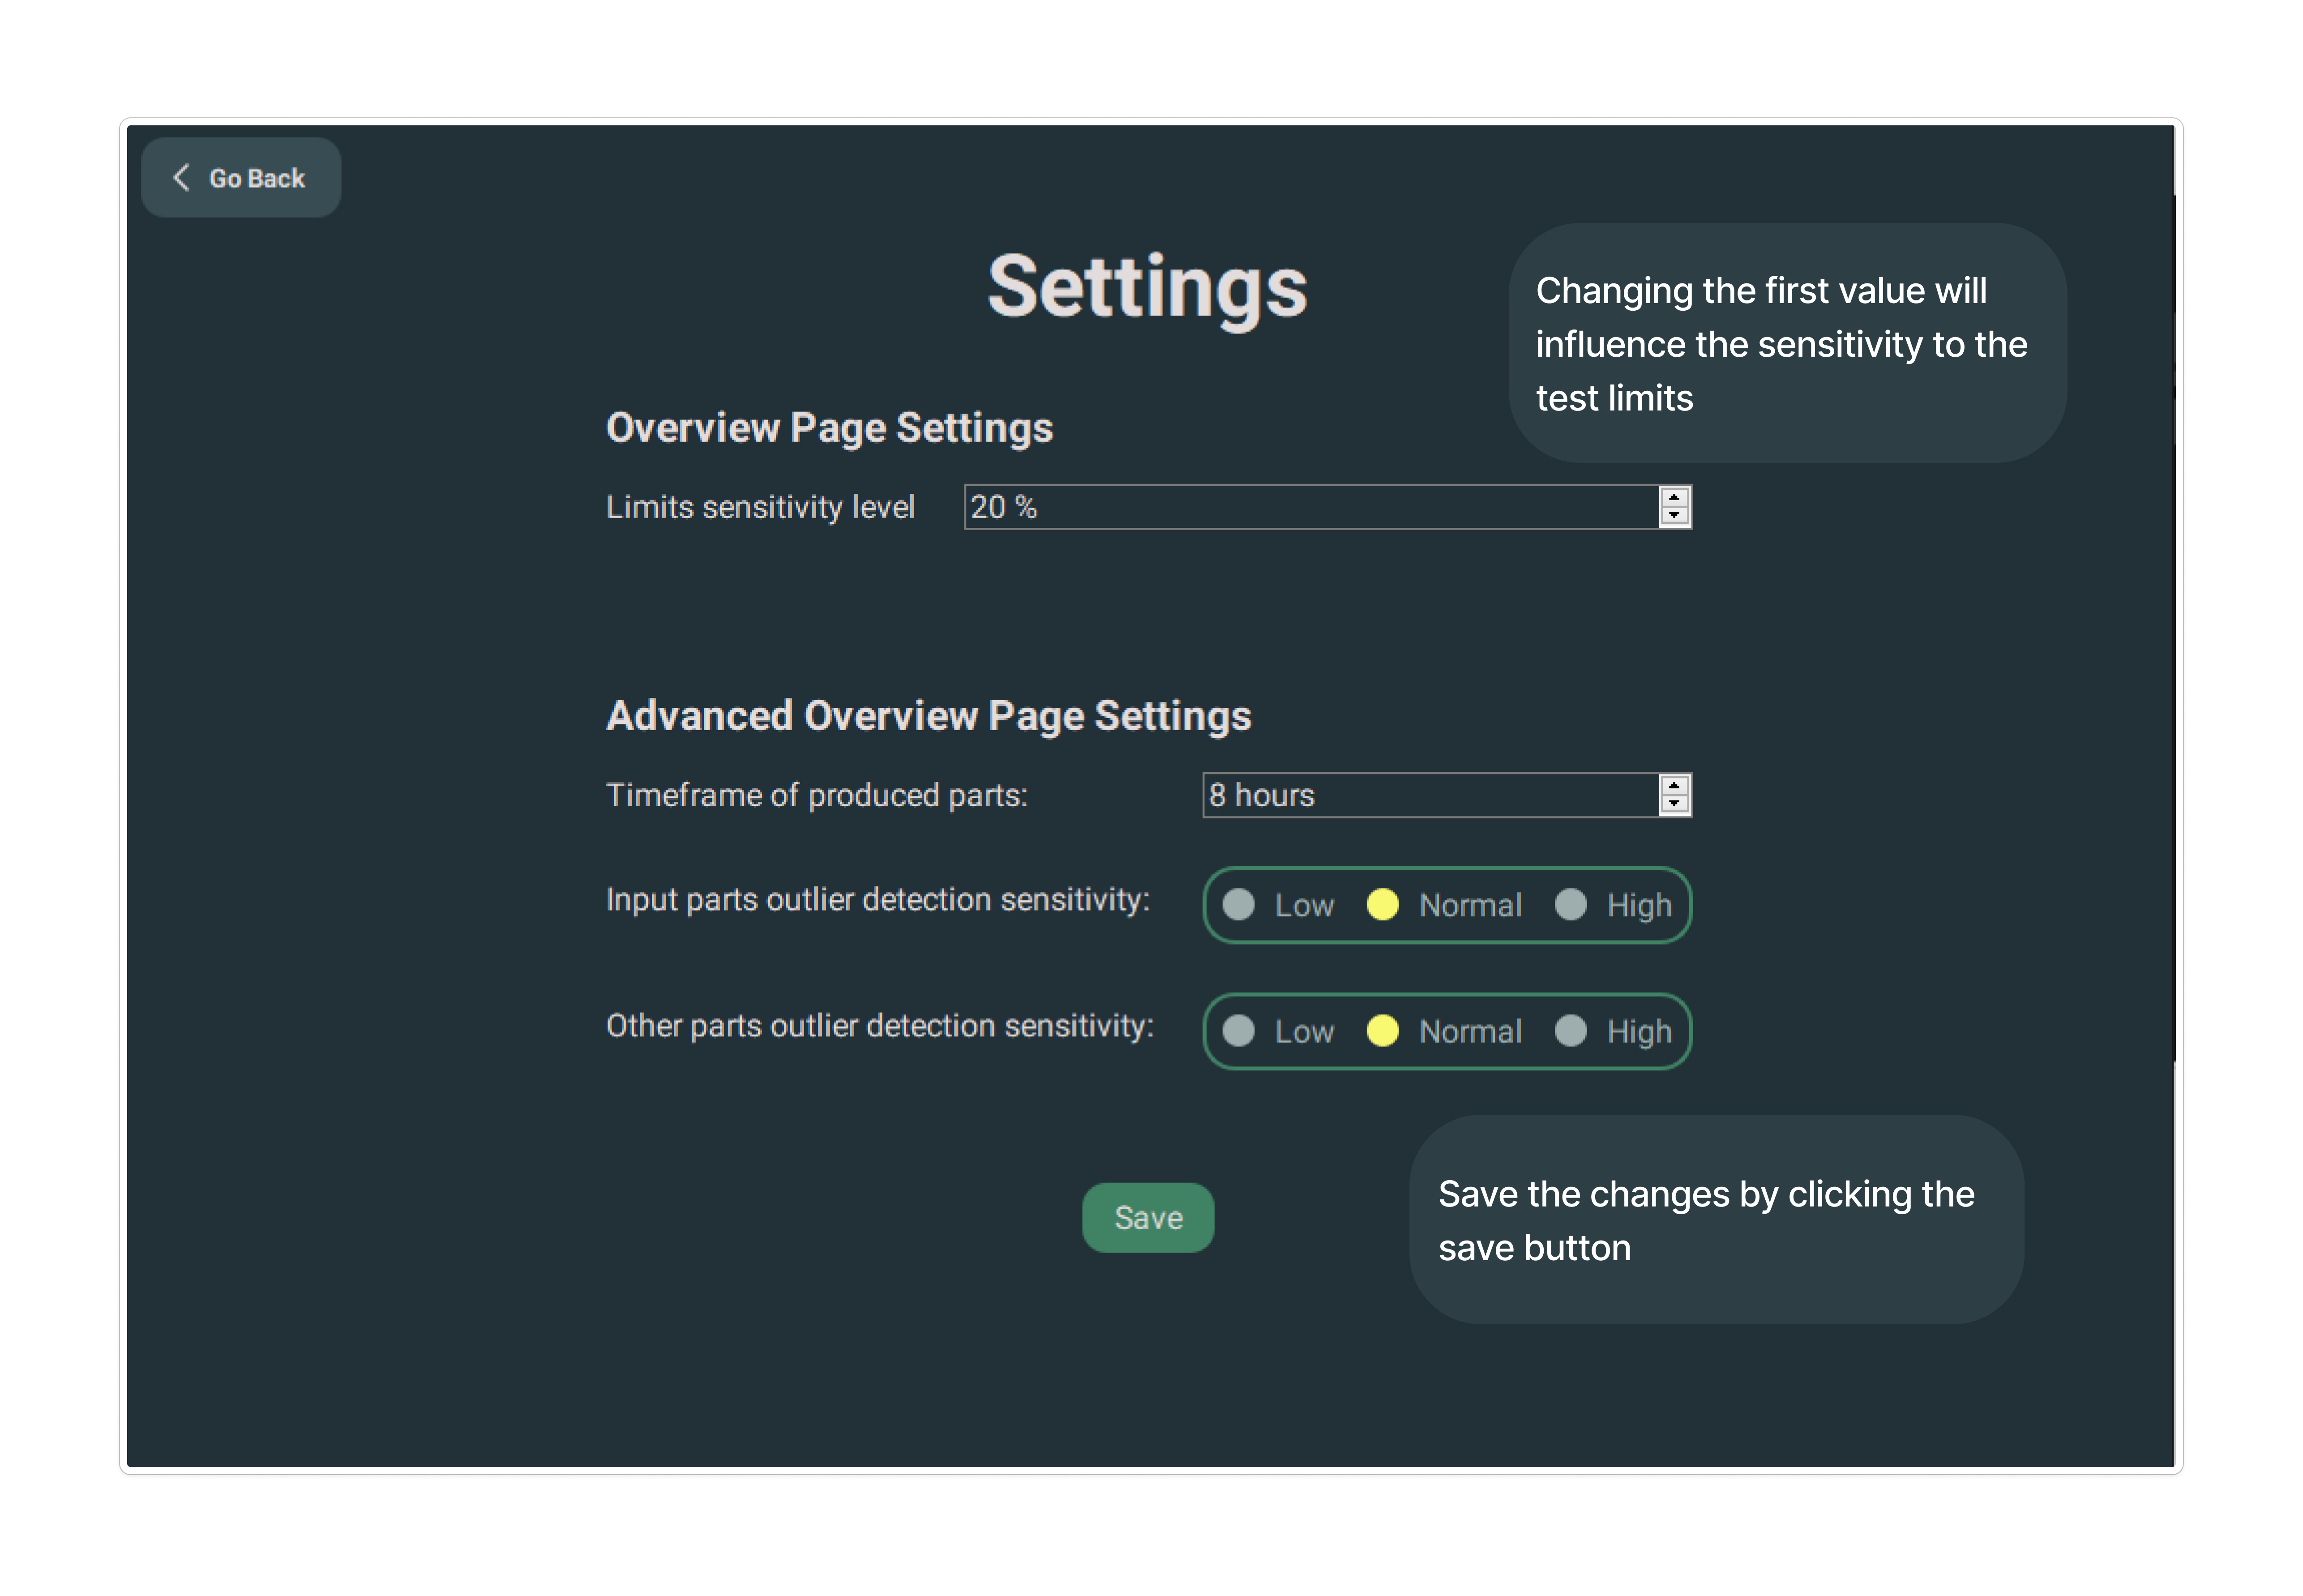 Go Back
Settings
Changing the first value will
influence the sensitivity to the
test limits
Overview Page Settings
Limits sensitivity level 20 %
Advanced Overview Page Settings
Timeframe of produced parts: 8 hours
Input parts outlier detection sensitivity: Low Normal High
Other parts outlier detection sensitivity: Low Normal High
Save
Save the changes by clicking the
save button